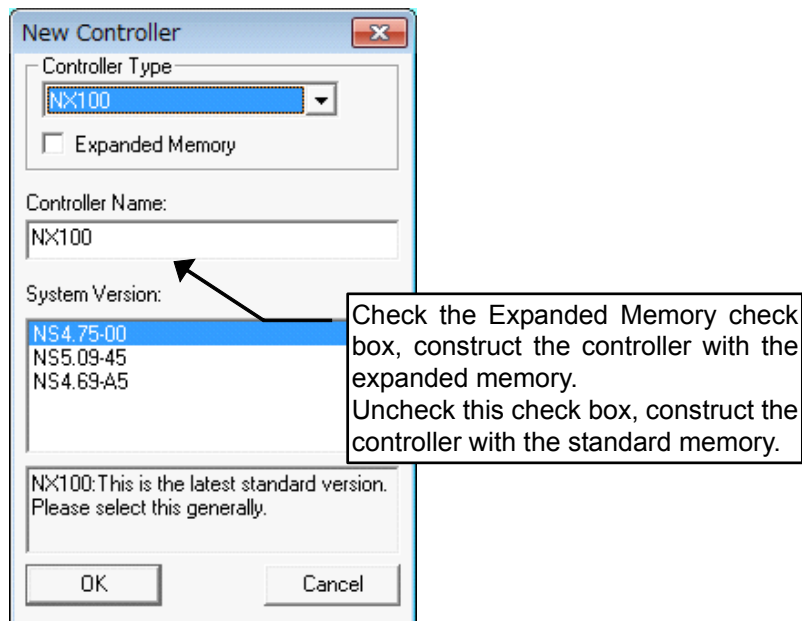 New Controller
Controller Type
NX100
Expanded Memory
Controller Name:
NX100
System Version:
NS4.75-00
NS5.09-45
NS4.69-A5
Check the Expanded Memory check
box, construct the controller with the
expanded memory.
Uncheck this check box, construct the
controller with the standard memory.
NX100:This is the latest standard version.
Please select this generally.
OK
Cancel